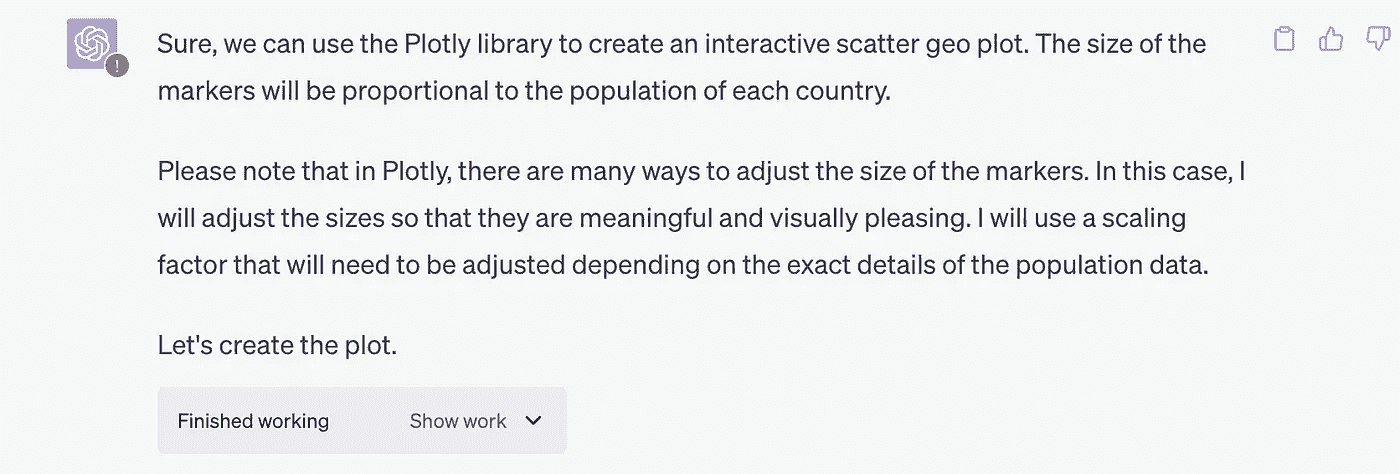 Sure, we can use the Plotly library to create an interactive scatter geo plot. The size of the
markers will be proportional to the population of each country.
Please note that in Plotly, there are many ways to adjust the size of the markers. In this case, I
will adjust the sizes so that they are meaningful and visually pleasing. I will use a scaling
factor that will need to be adjusted depending on the exact details of the population data.
Let's create the plot.
Finished working Show work